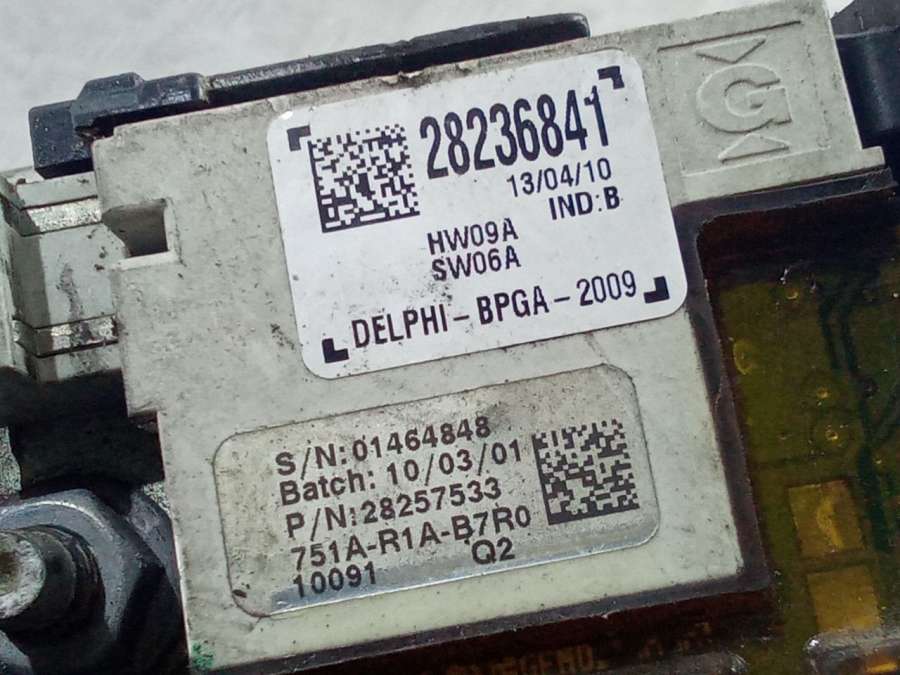 28236841
13/04/10
IND:B
HW09A
SW06A
DELPHI-BPGA-2009
G
S/N:01464848
Batch: 10/03/01
P/N:28257533
751A-R1A-B7R0
10091 Q2